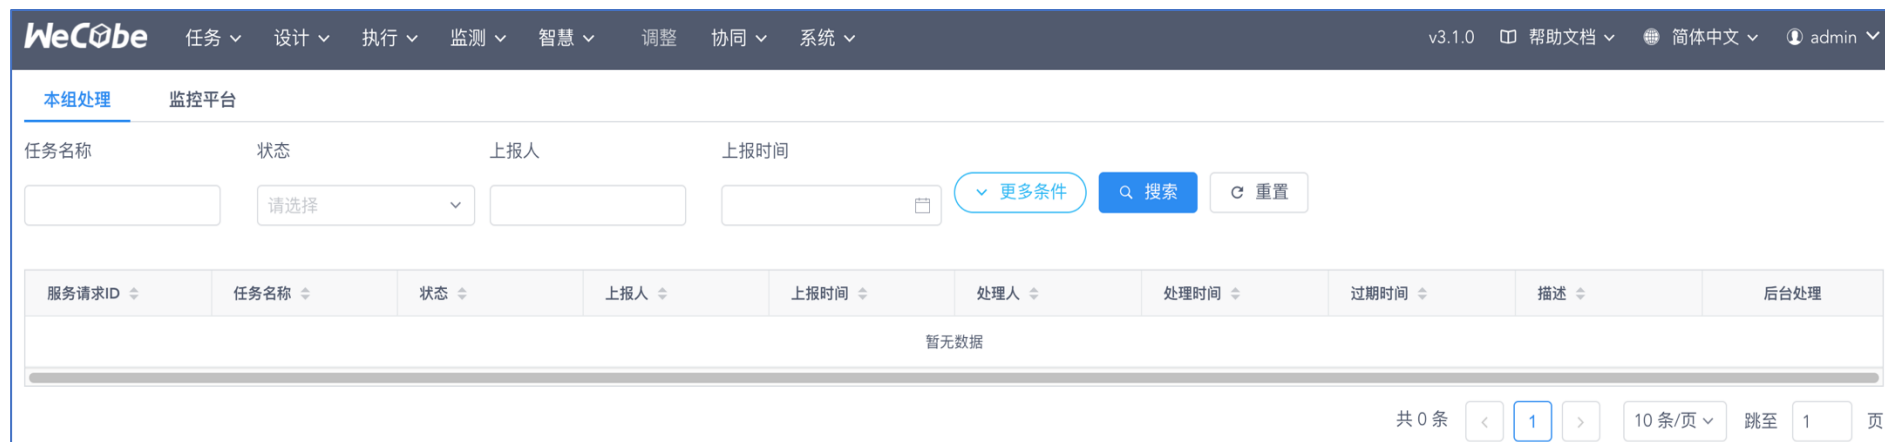 WeCube 任务 设计 执行 监测 智慧 调整 协同 系统 v3.1.0 帮助文档 简体中文 admin
本组处理 监控平台
任务名称 状态 上报人 上报时间
请选择 更多条件 搜索 重置
服务请求ID 任务名称 状态 上报人 上报时间 处理人 处理时间 过期时间 描述 后台处理
暂无数据
共 0 条 1 10 条/页 跳至 1 页